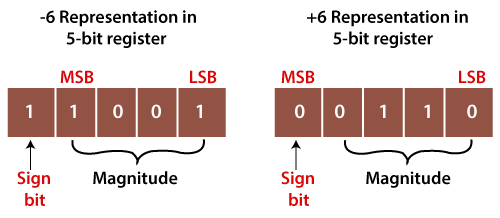 -6 Representation in
5-bit register
MSB LSB
1 1 0 0 1
Sign
bit
Magnitude
+6 Representation in
5-bit register
MSB LSB
0 0 1 1 0
Sign
bit
Magnitude